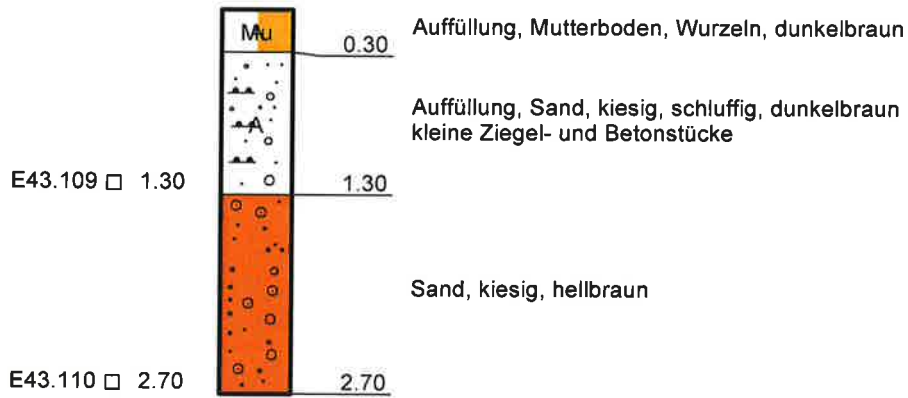 Mu
A
0.30
Auffüllung, Mutterboden, Wurzeln, dunkelbraun
A
Auffüllung, Sand, kiesig, schluffig, dunkelbraun
kleine Ziegel- und Betonstücke
E43.109 □ 1.30
1.30
Sand, kiesig, hellbraun
E43.110 □ 2.70
2.70